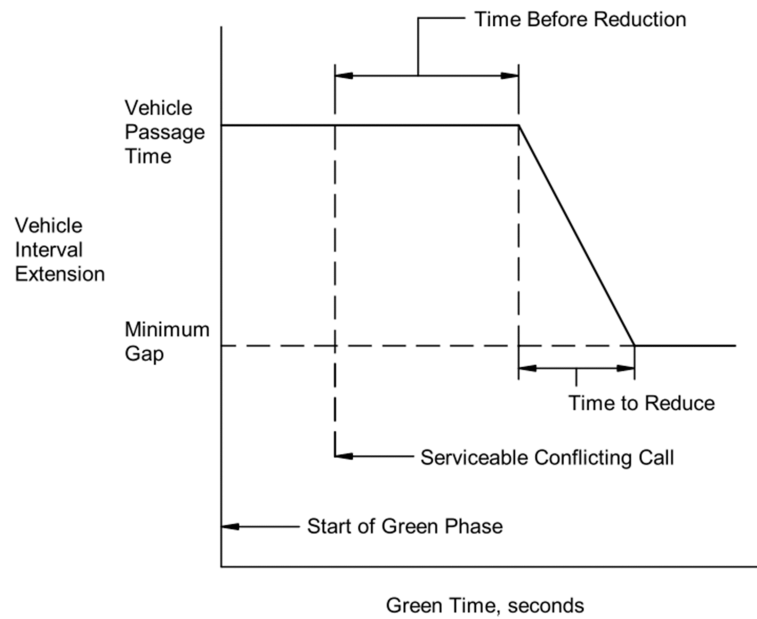 Time Before Reduction
Vehicle
Passage
Time
Vehicle
Interval
Extension
Minimum
Gap
Time to Reduce
Serviceable Conflicting Call
Start of Green Phase
Green Time, seconds